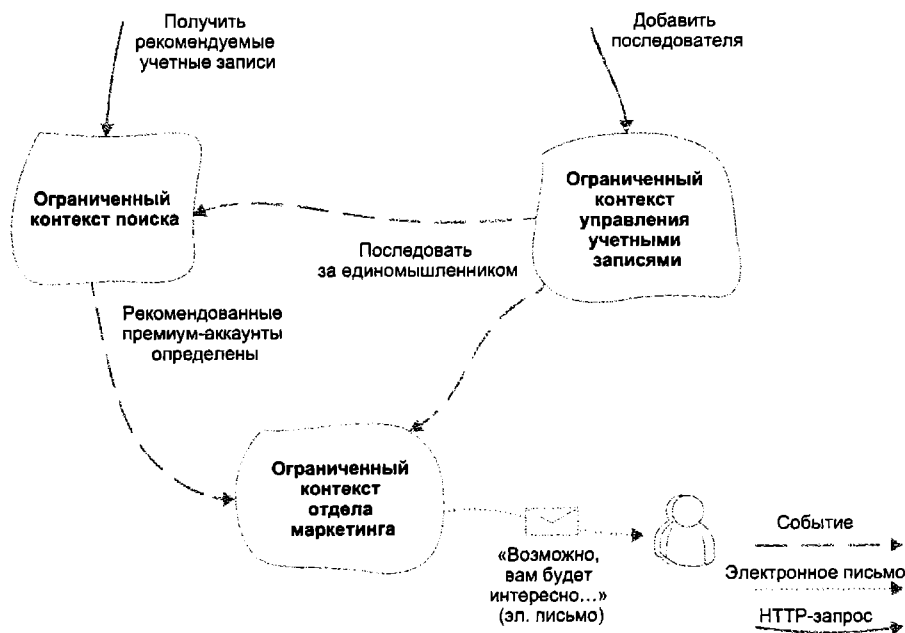 Получить
рекомендуемые
учетные записи
Добавить
последователя
Ограниченный
контекст поиска
Ограниченный
контекст
управления
учетными
записями
Последовать
за единомышленником
Рекомендованные
премиум-аккаунты
определены
Ограниченный
контекст
отдела
маркетинга
«Возможно,
вам будет
интересно...»
(эл. письмо)
Событие
Электронное письмо
HTTP-запрос